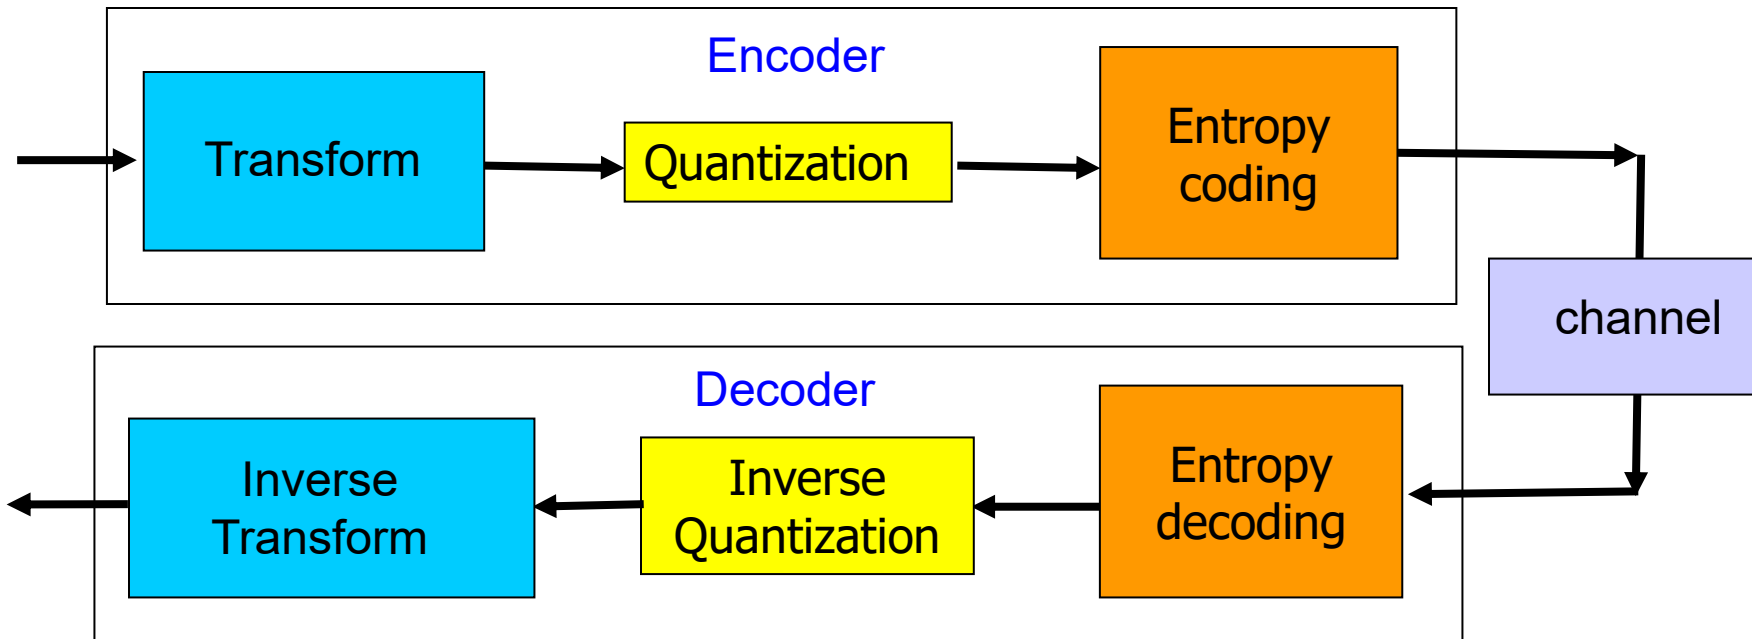 Encoder
Transform
Quantization
Entropy
coding
channel
Decoder
Inverse
Transform
Inverse
Quantization
Entropy
decoding